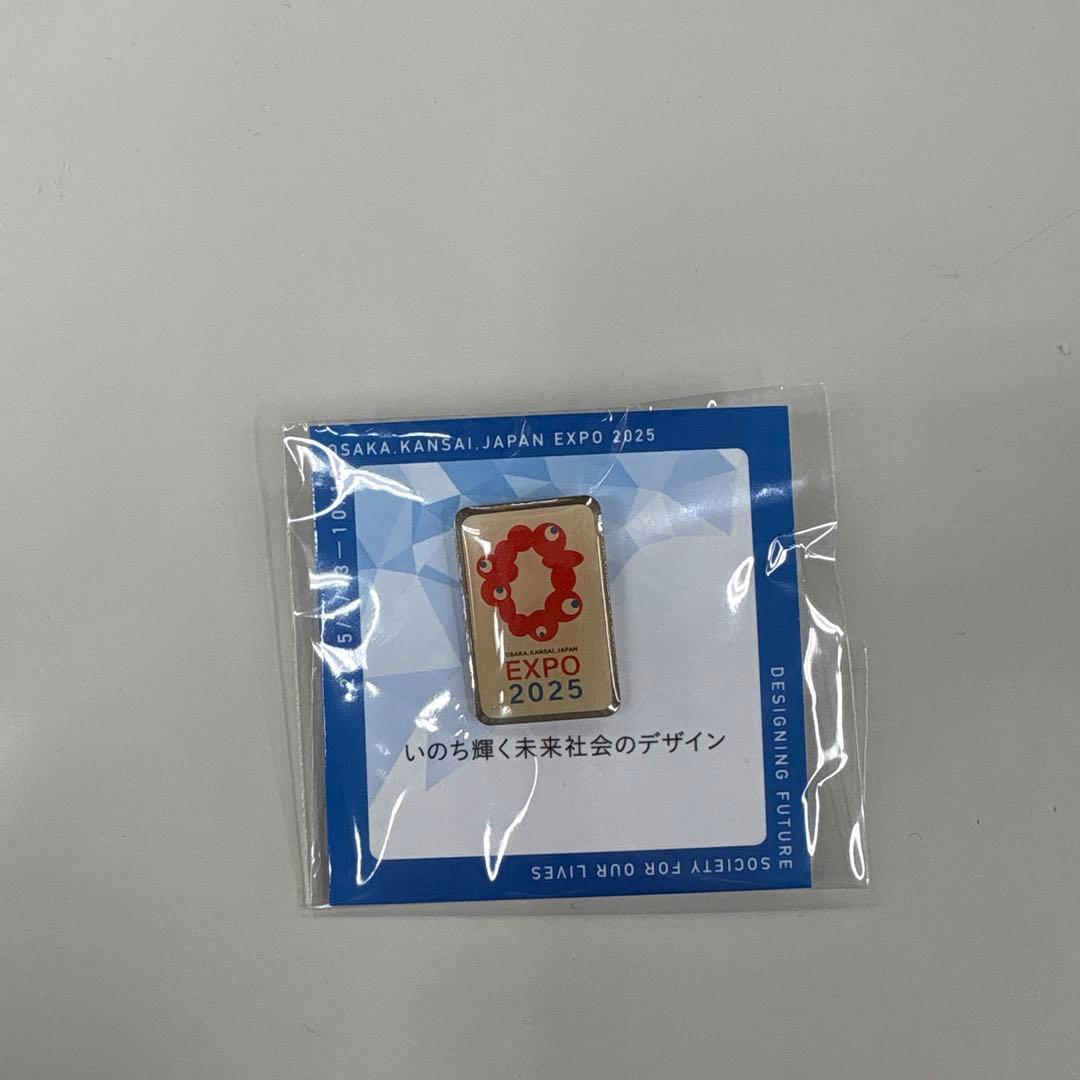 OSAKA,KANSAI,JAPAN EXPO 2025
OSAKA, KANSAI, JAPAN
EXPO
2025
いのち輝く未来社会のデザイン
DESIGNING FUTURE
SOCIETY FOR OUR LIVES